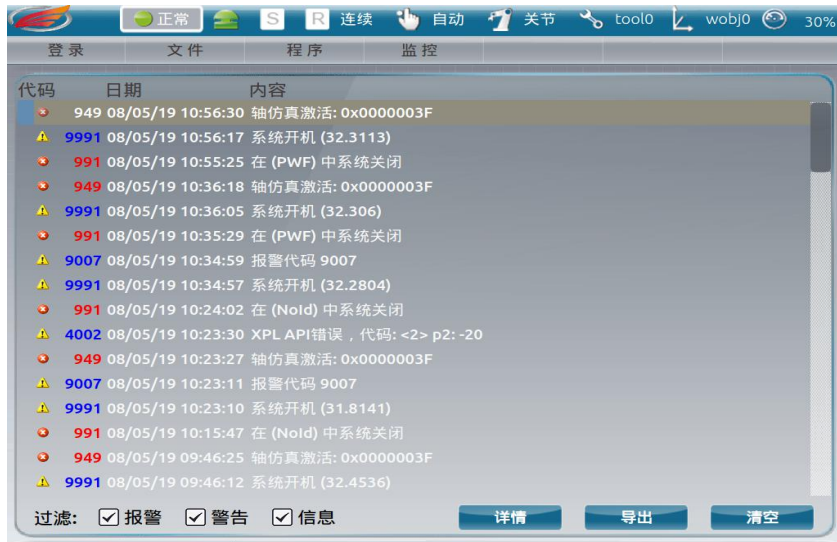 正常 S R 连续 自动 关节 tool0 wobj0 30%
登录 文件 程序 监控
代码 日期 内容
949 08/05/19 10:56:30 轴仿真激活: 0x0000003F
9991 08/05/19 10:56:17 系统开机 (32.3113)
991 08/05/19 10:55:25 在 (PWF) 中系统关闭
949 08/05/19 10:36:18 轴仿真激活: 0x0000003F
9991 08/05/19 10:36:05 系统开机 (32.306)
991 08/05/19 10:35:29 在 (PWF) 中系统关闭
9007 08/05/19 10:34:59 报警代码 9007
9991 08/05/19 10:34:57 系统开机 (32.2804)
991 08/05/19 10:24:02 在 (Nold) 中系统关闭
4002 08/05/19 10:23:30 XPL API错误，代码: <2> p2: -20
949 08/05/19 10:23:27 轴仿真激活: 0x0000003F
9007 08/05/19 10:23:11 报警代码 9007
9991 08/05/19 10:23:10 系统开机 (31.8141)
991 08/05/19 10:15:47 在 (Nold) 中系统关闭
949 08/05/19 09:46:25 轴仿真激活: 0x0000003F
9991 08/05/19 09:46:12 系统开机 (32.4536)
过滤: 报警 警告 信息 详情 导出 清空